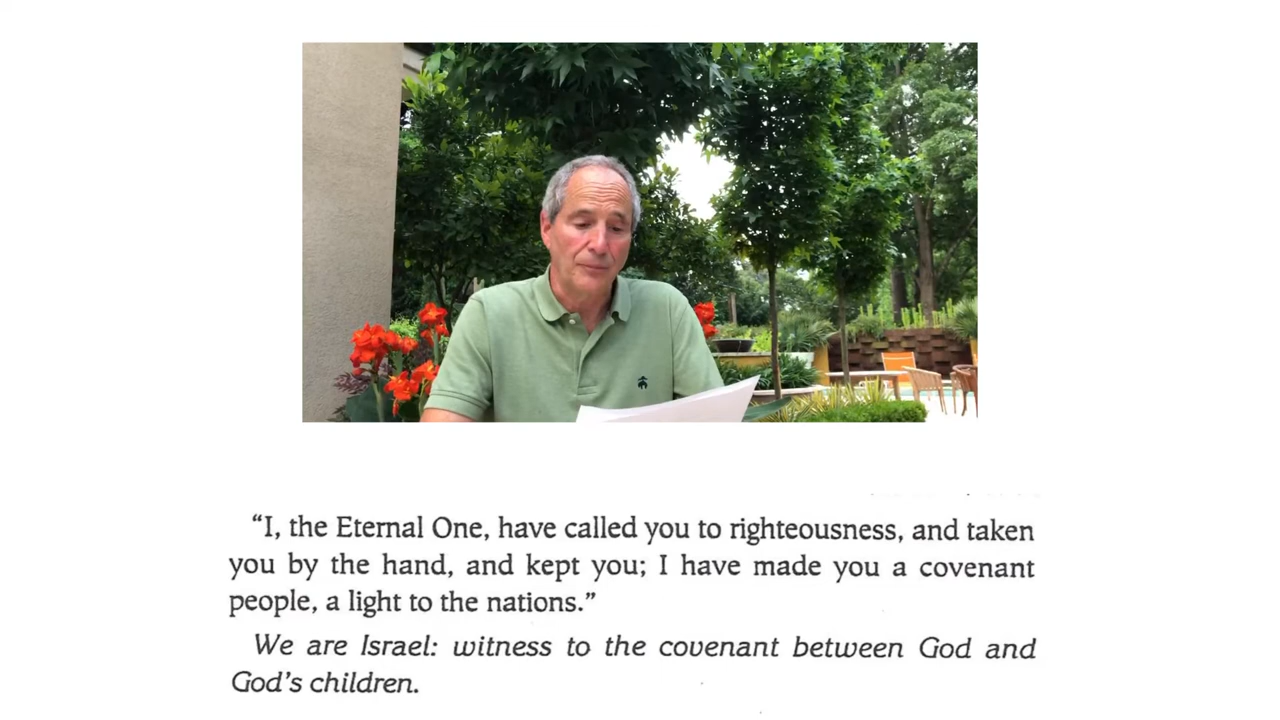 “I, the Eternal One, have called you to righteousness, and taken
you by the hand, and kept you; I have made you a covenant
people, a light to the nations.”
We are Israel: witness to the covenant between God and
God’s children.